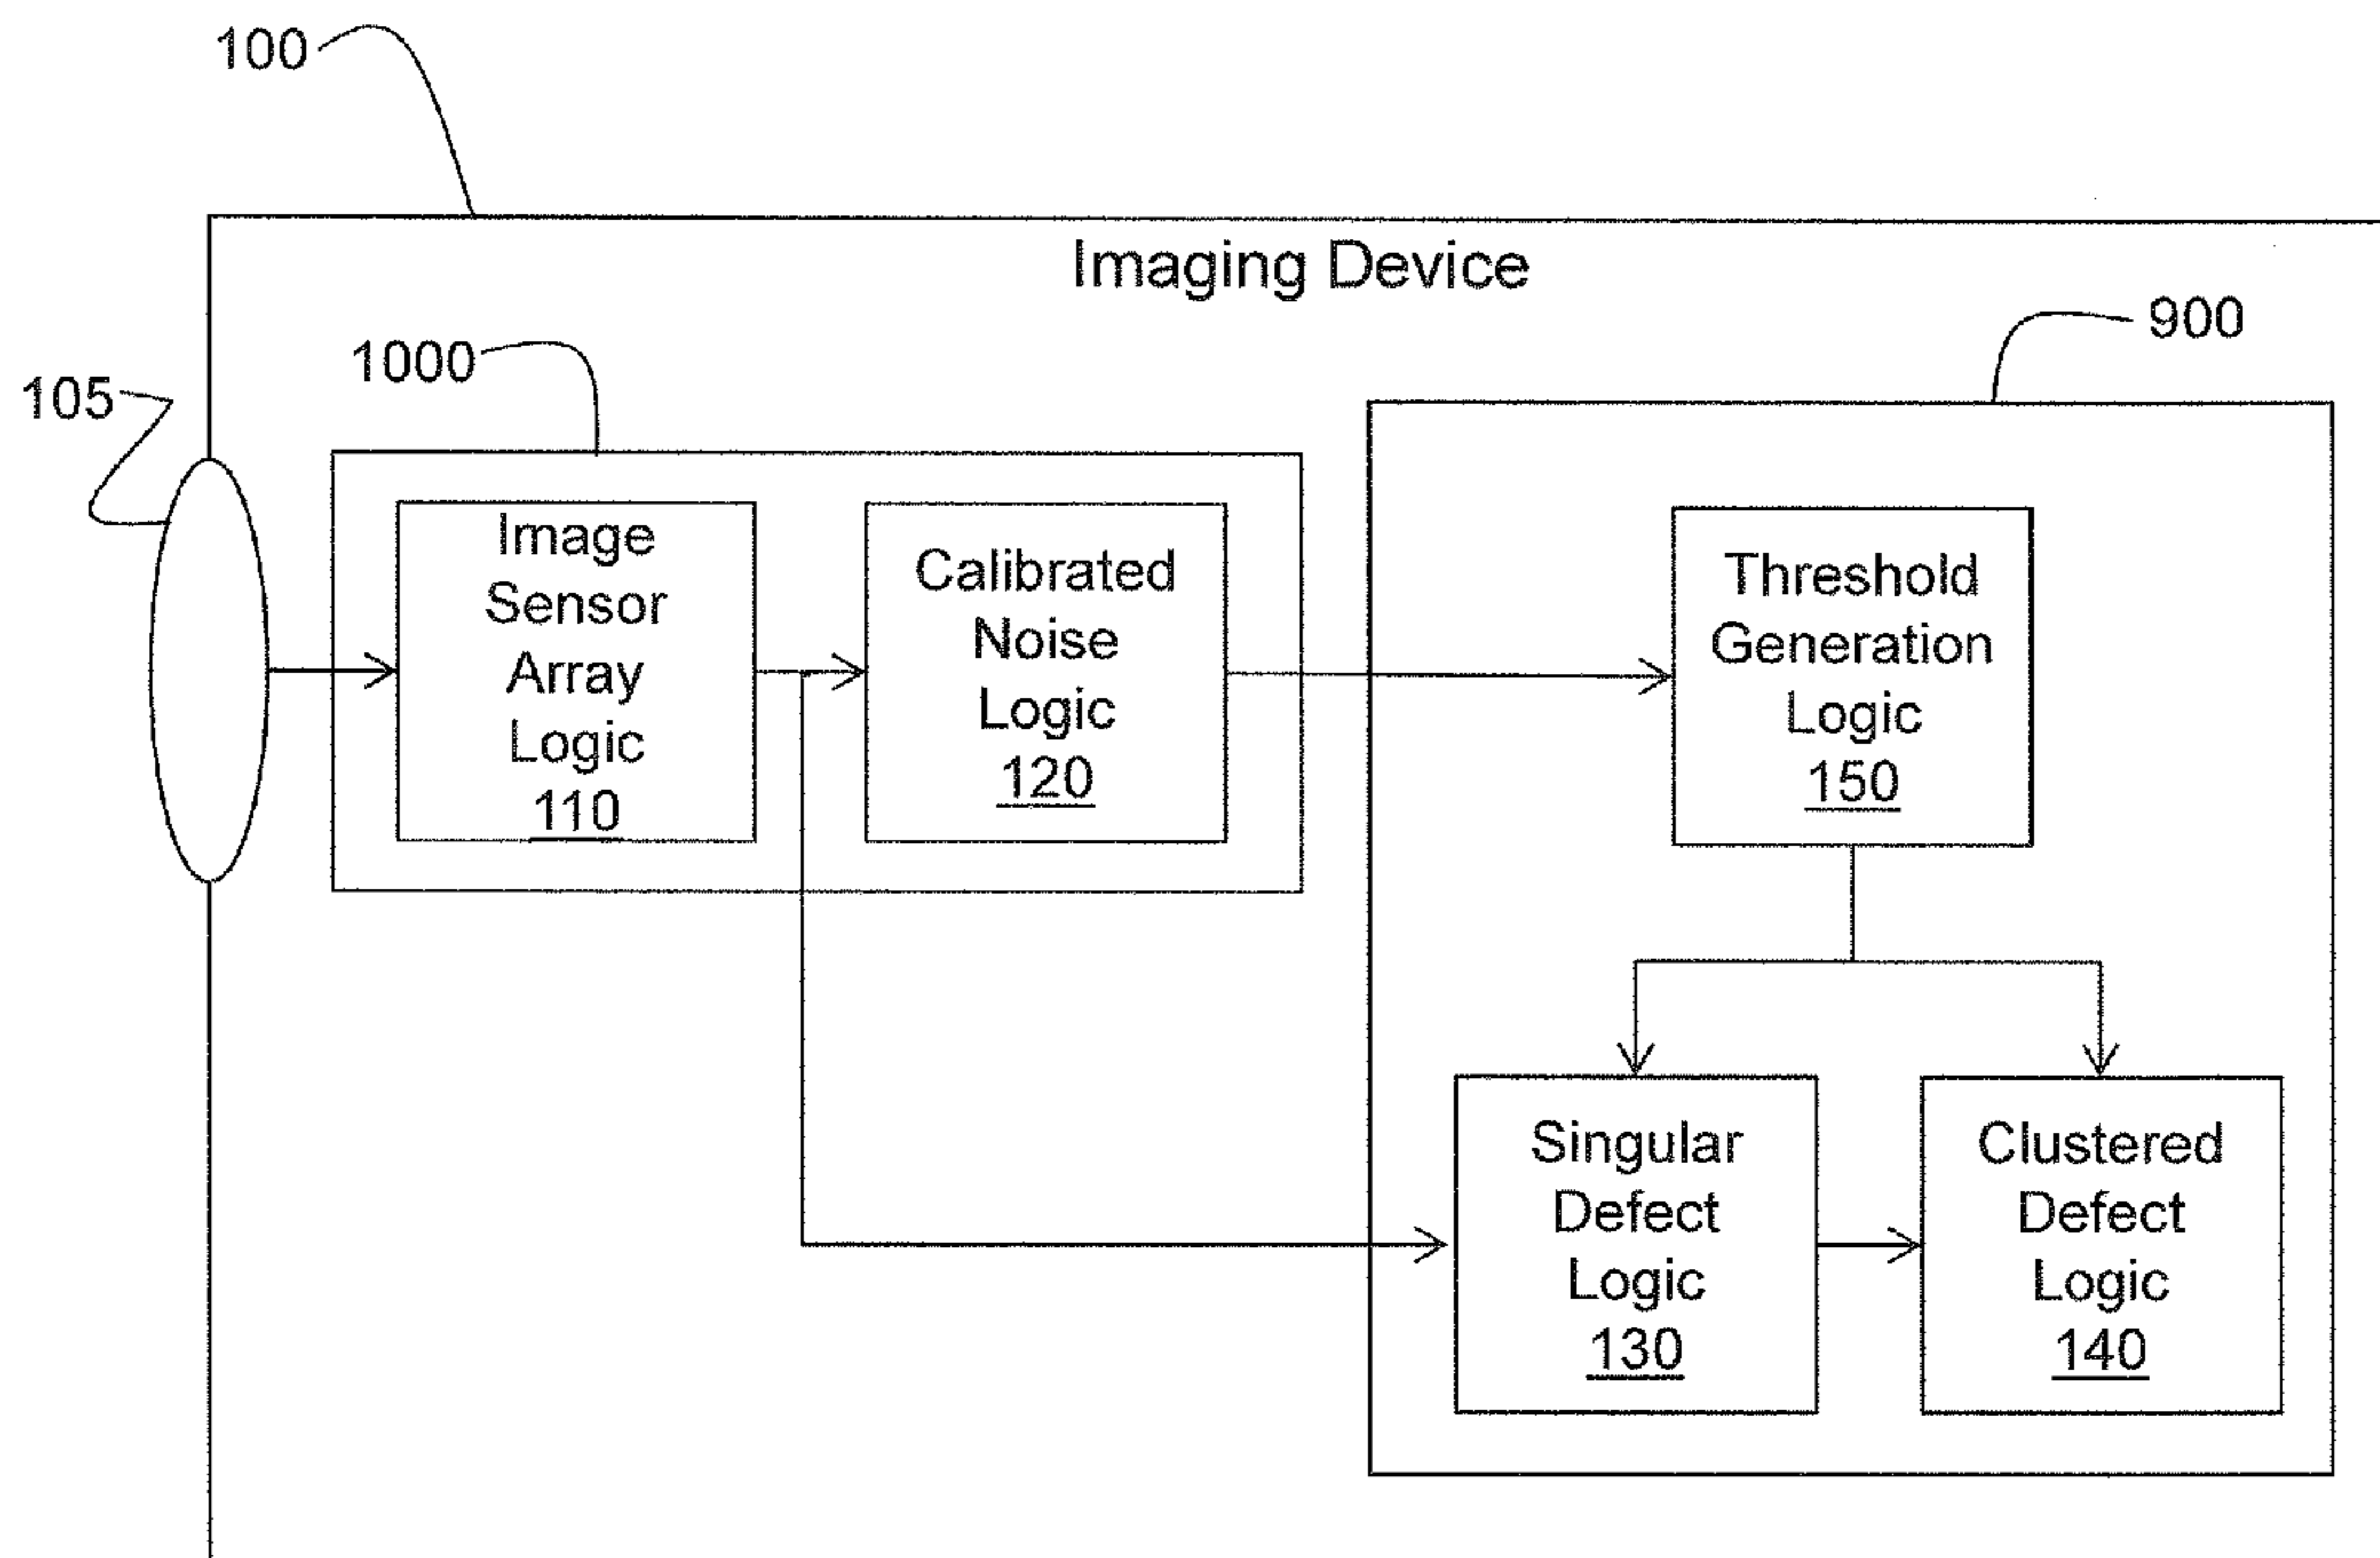 100
Imaging Device
900
1000
105
Image
Sensor
Array
Logic
110
Calibrated
Noise
Logic
120
Threshold
Generation
Logic
150
Singular
Defect
Logic
130
Clustered
Defect
Logic
140